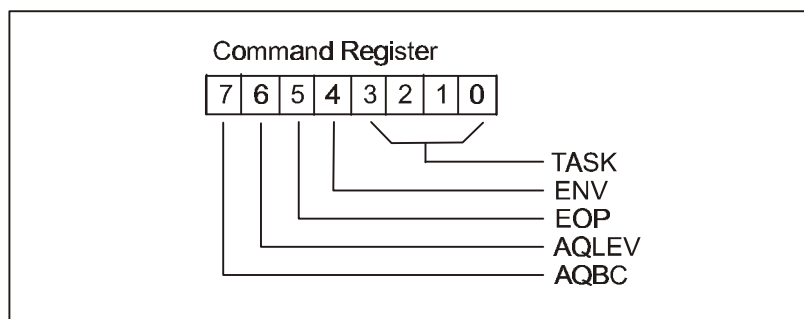 Command Register
7 6 5 4 3 2 1 0
TASK
ENV
EOP
AQLEV
AQBC